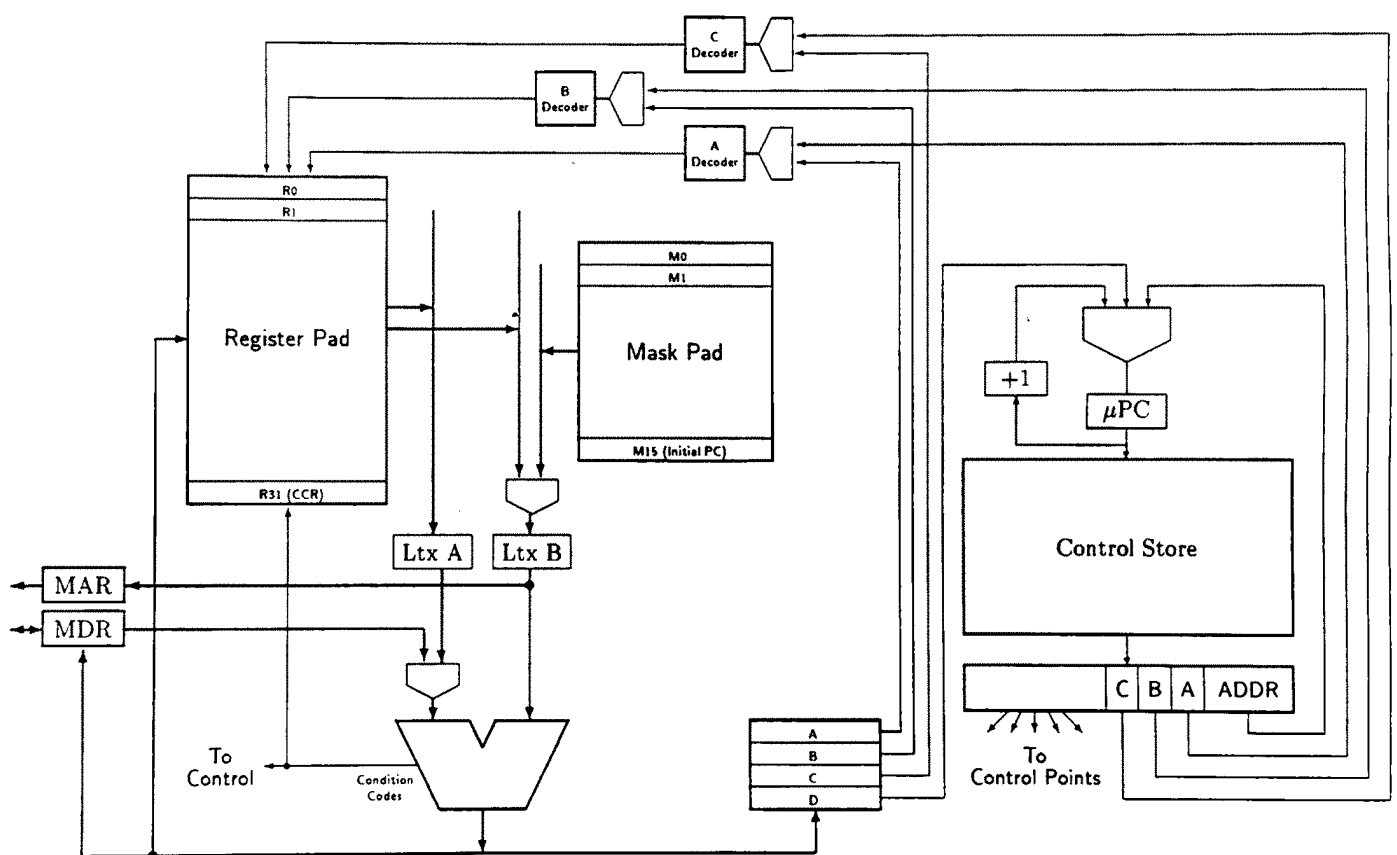 C
Decoder
B
Decoder
A
Decoder
R0
R1
Register Pad
R31 (CCR)
M0
M1
Mask Pad
M15 (Initial PC)
+1
μPC
Control Store
Ltx A
Ltx B
MAR
MDR
C
B
A
ADDR
To
Control Points
To
Control
Condition
Codes
A
B
C
D